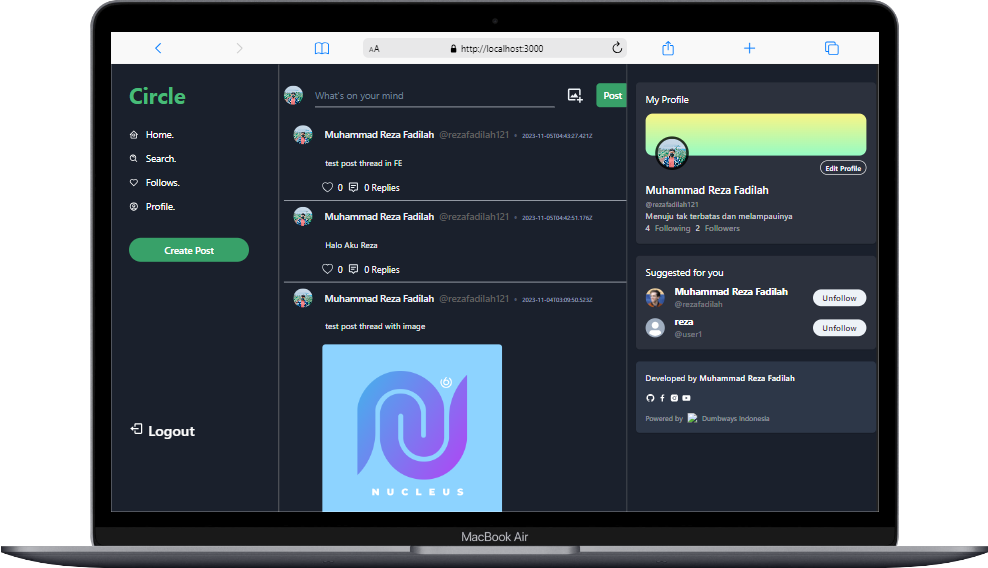 AA http://localhost:3000
Circle
Home.
Search.
Follows.
Profile.
Create Post
Logout
What's on your mind
Post
Muhammad Reza Fadilah @rezafadilah121 • 2023-11-05T04:43:27.421Z
test post thread in FE
0 0 Replies
Muhammad Reza Fadilah @rezafadilah121 • 2023-11-05T04:42:51.176Z
Halo Aku Reza
0 0 Replies
Muhammad Reza Fadilah @rezafadilah121 • 2023-11-04T03:09:50.523Z
test post thread with image
NUCLEUS
My Profile
Edit Profile
Muhammad Reza Fadilah
@rezafadilah121
Menuju tak terbatas dan melampauinya
4 Following 2 Followers
Suggested for you
Muhammad Reza Fadilah
@rezafadilah
Unfollow
reza
@user1
Unfollow
Developed by Muhammad Reza Fadilah
Powered by Dumbways Indonesia
MacBook Air